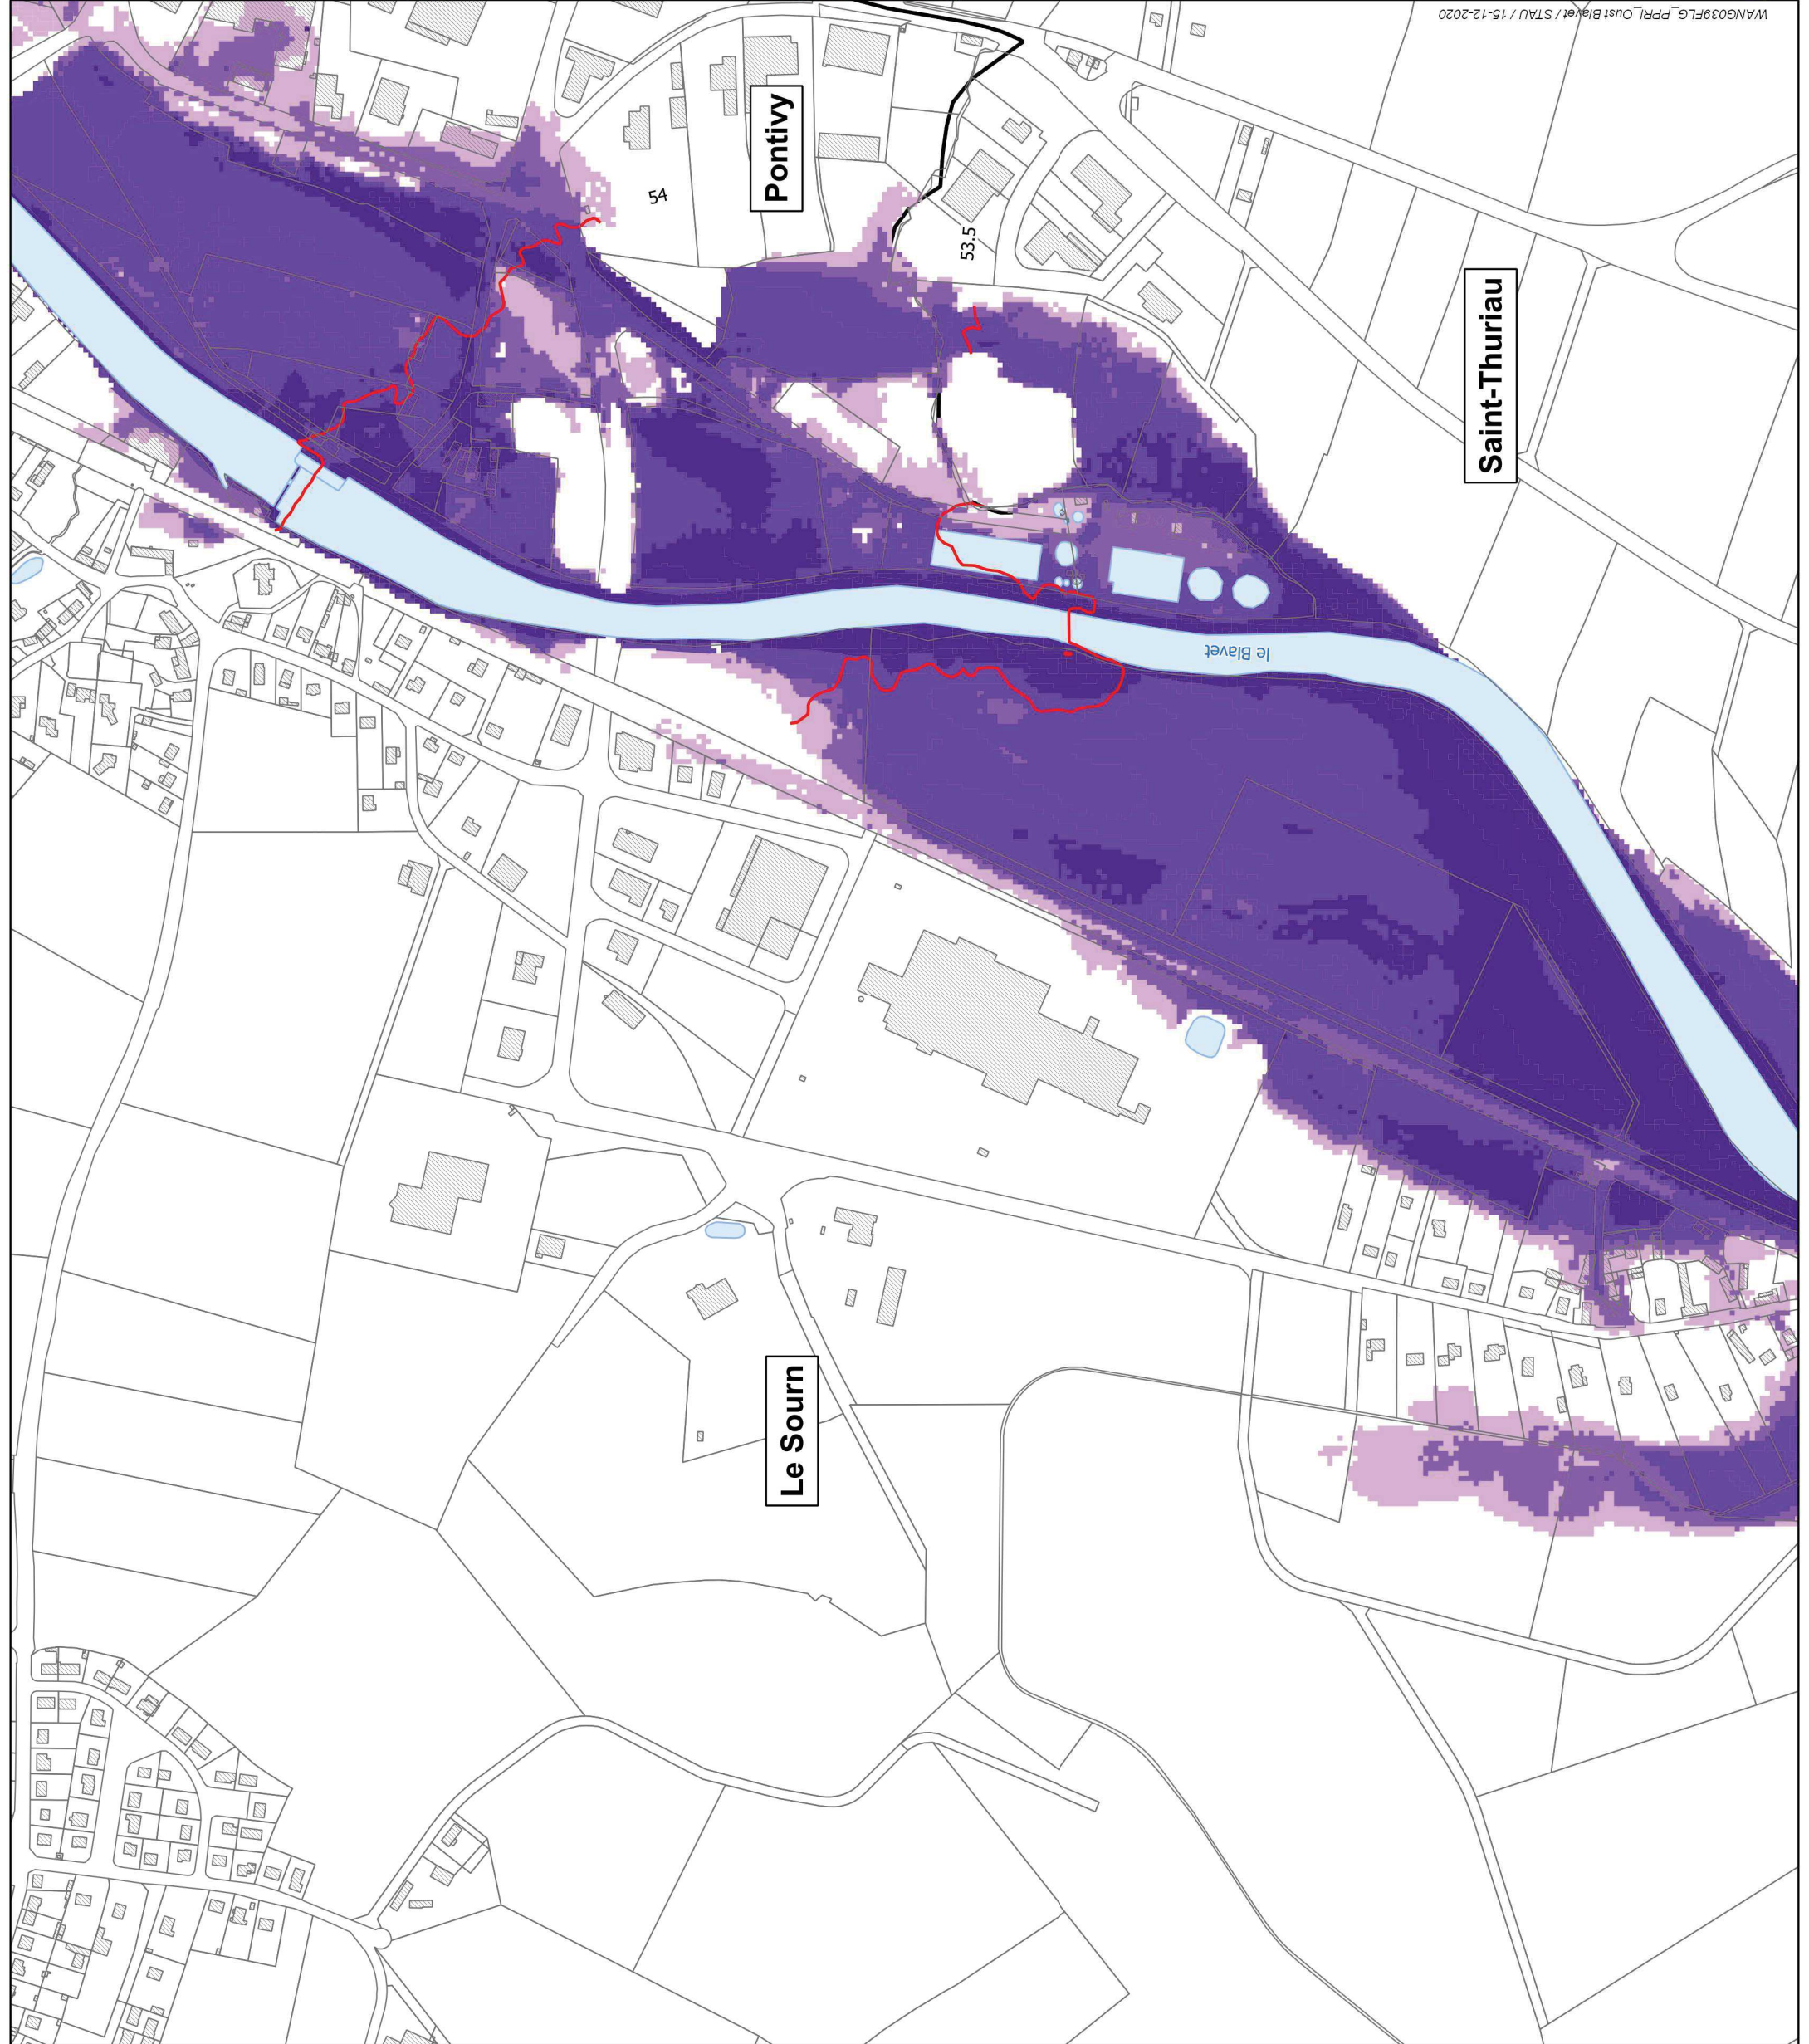 WANG039FLG_PPRI_Oust Blavet / STAU / 15-12-2020
Pontivy
54
53.5
Saint-Thuriau
le Blavet
Le Sourn